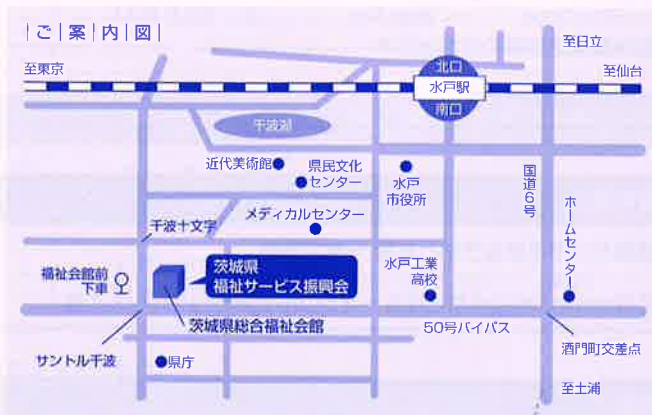 ご案内図
至日立
至東京
北口
水戸駅
南口
至仙台
千波湖
近代美術館
県民文化
センター
水戸
市役所
国道6号
ホームセンター
メディカルセンター
千波十文字
福祉会館前
下車
茨城県
福祉サービス振興会
水戸工業
高校
茨城県総合福祉会館
50号バイパス
サントル千波
県庁
酒門町交差点
至土浦